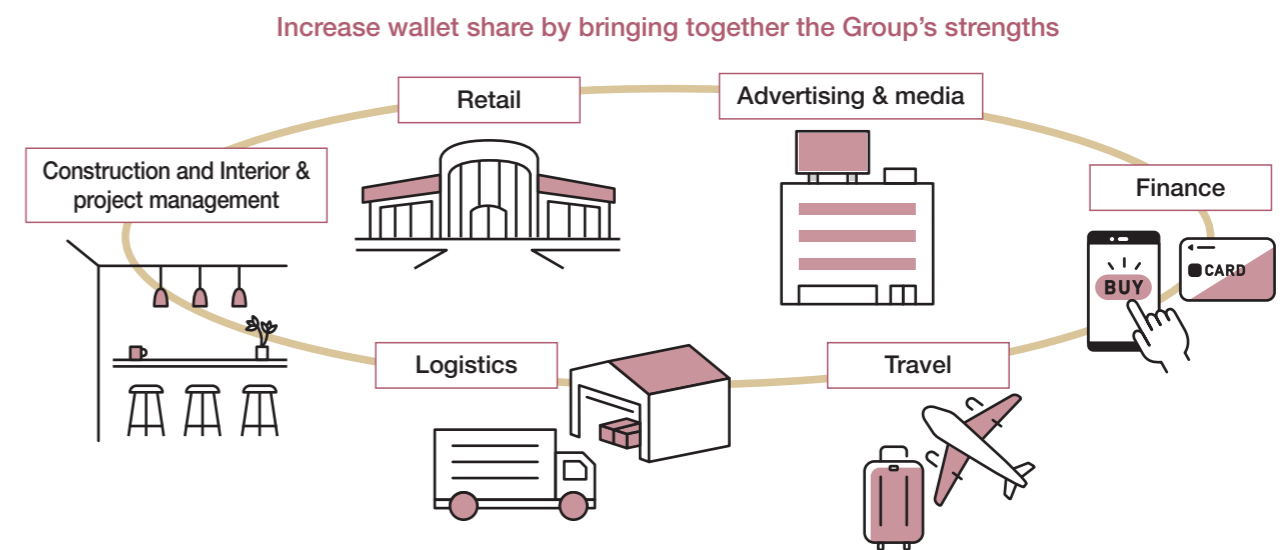 Increase wallet share by bringing together the Group’s strengths
Retail
Advertising & media
Construction and Interior &
project management
Finance
BUY
CARD
Logistics
Travel